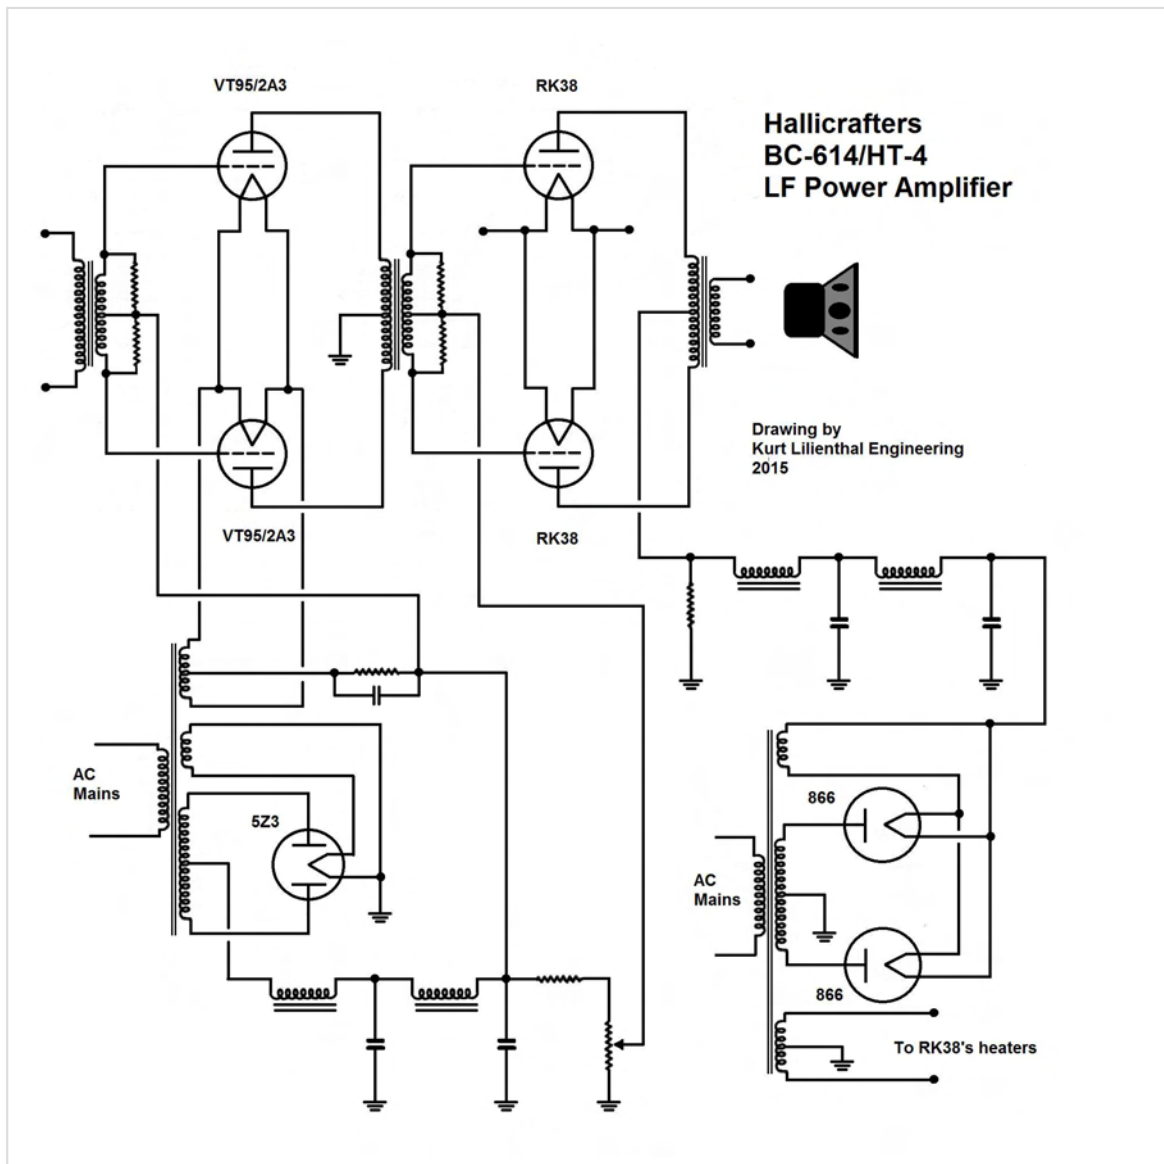 VT95/2A3
RK38
Hallicrafters
BC-614/HT-4
LF Power Amplifier
Drawing by
Kurt Lilienthal Engineering
2015
VT95/2A3
RK38
AC
Mains
5Z3
866
AC
Mains
866
To RK38's heaters